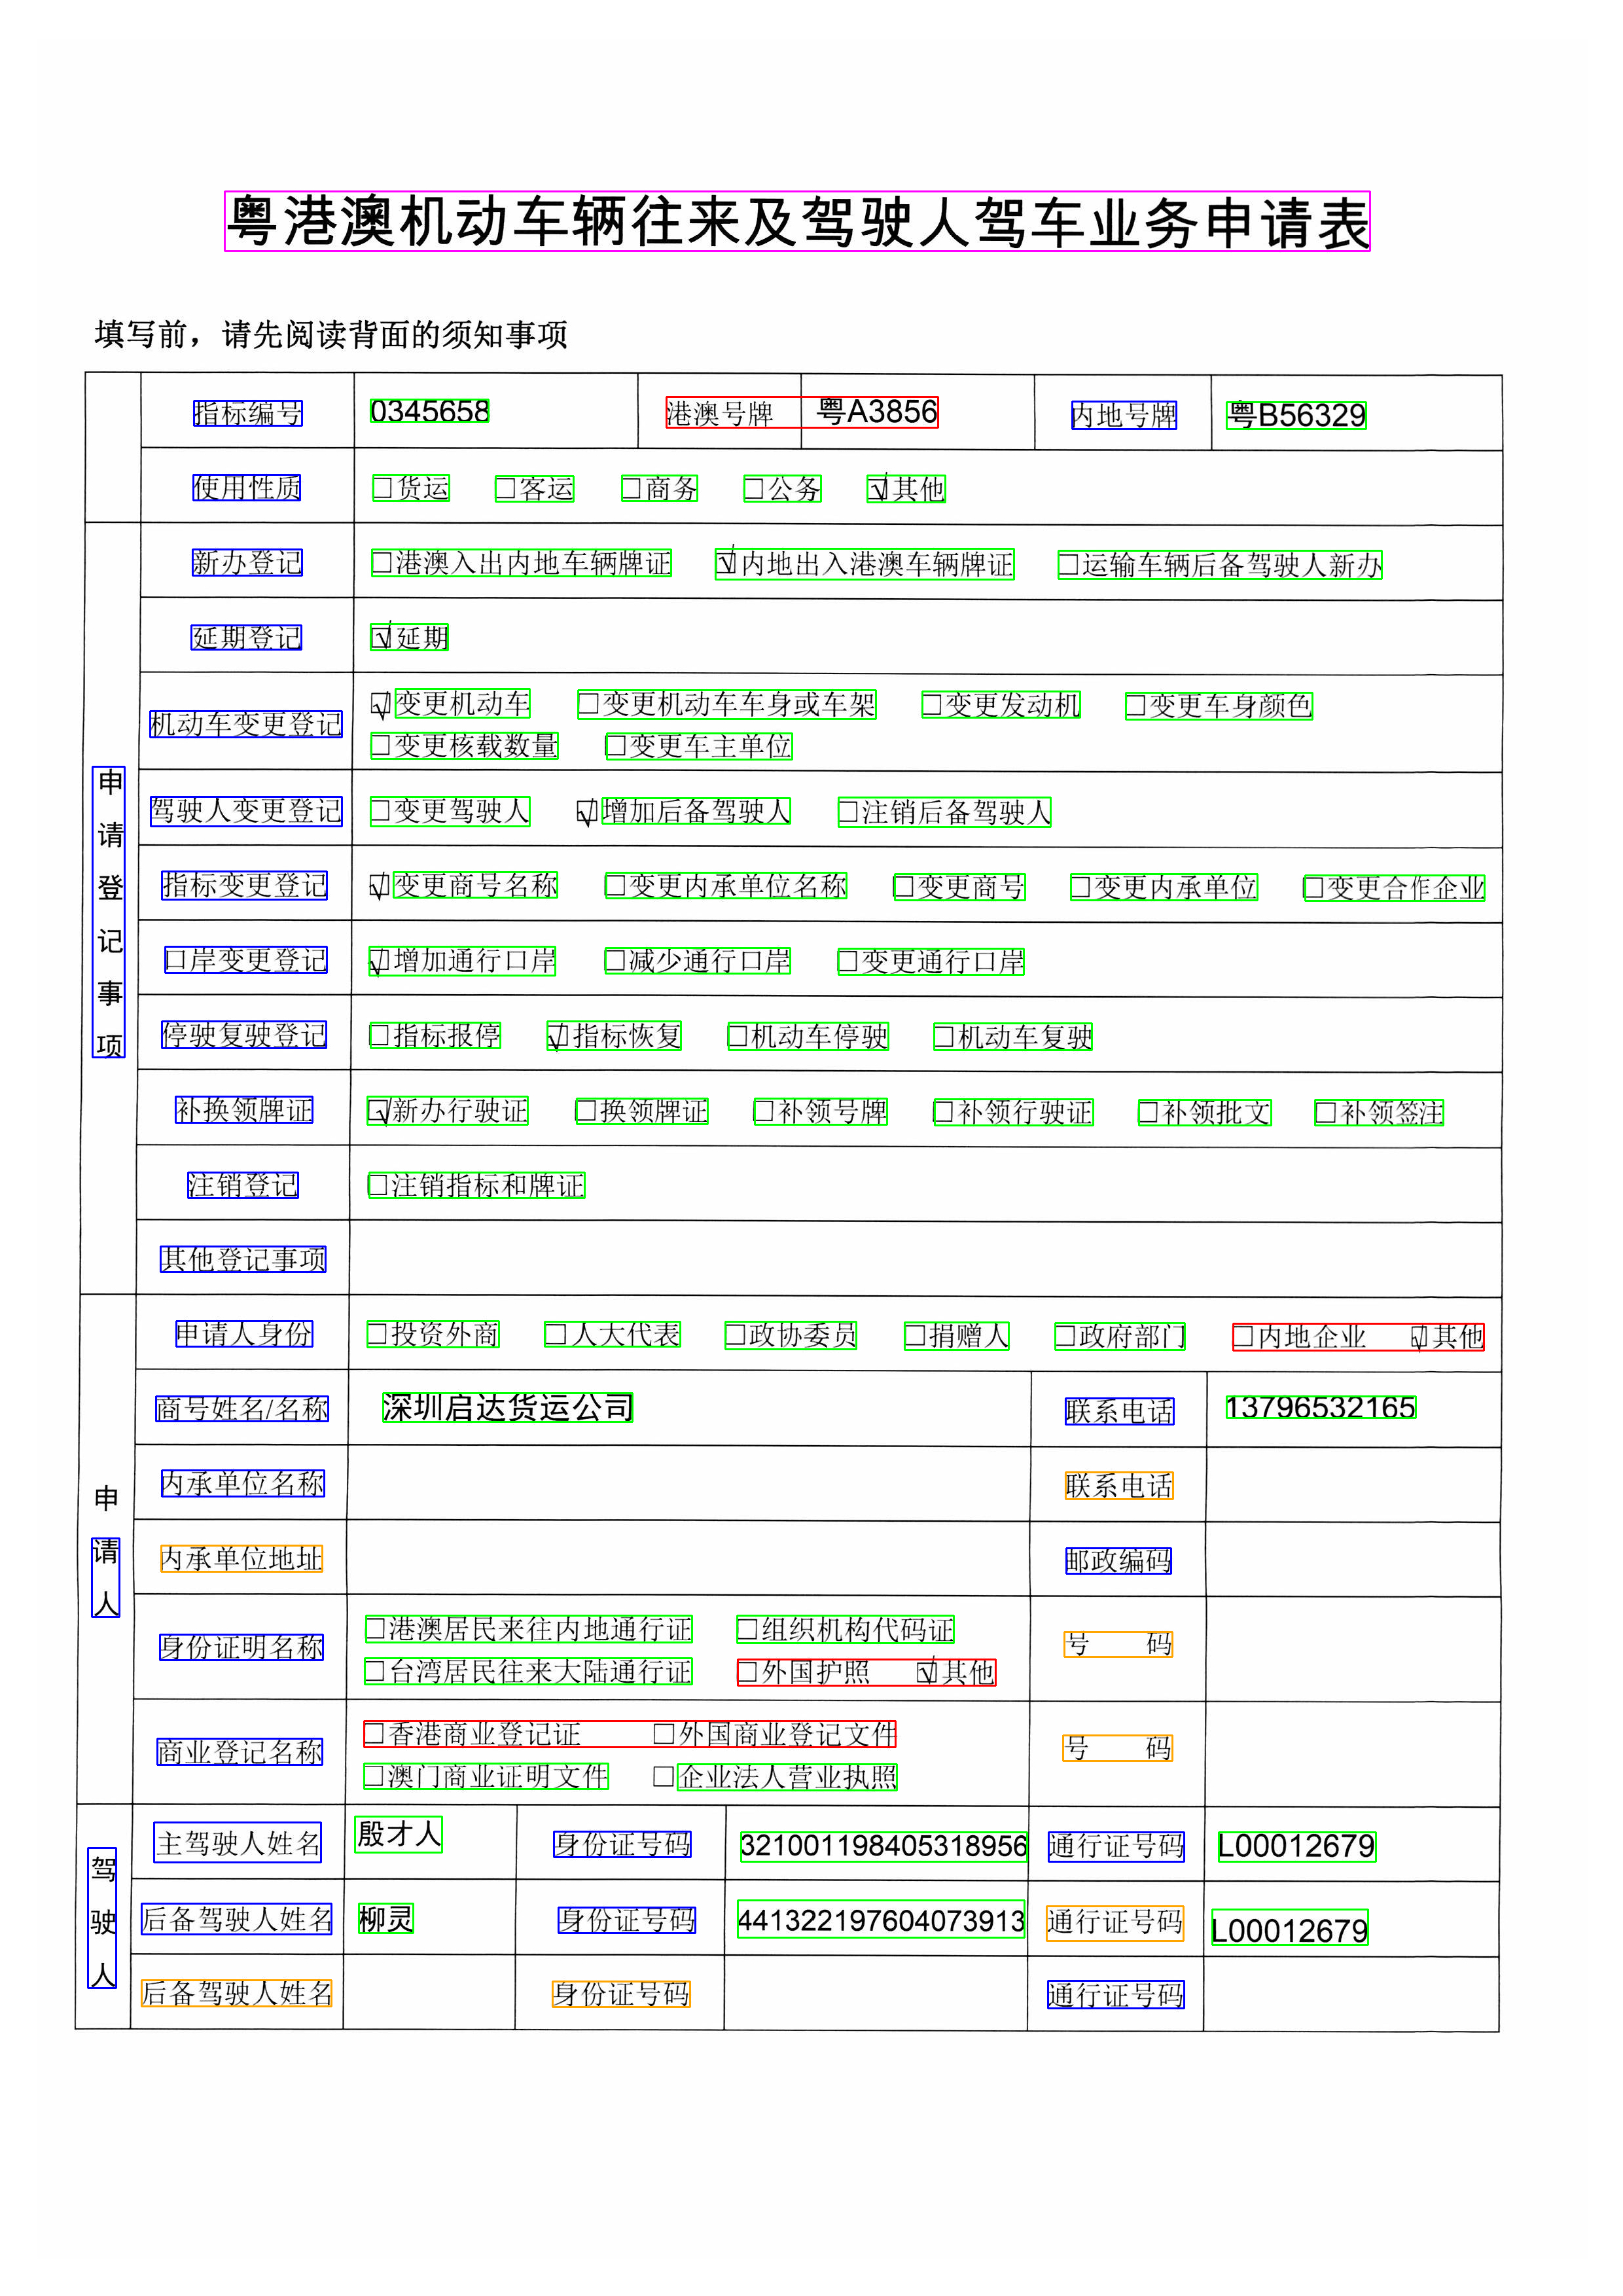 粤港澳机动车辆往来及驾驶人驾车业务申请表
填写前，请先阅读背面的须知事项
指标编号 0345658 港澳号牌 粤A3856 内地号牌 粤B56329
使用性质 □货运 □客运 □商务 □公务 ☑其他
申请登记事项
新办登记 □港澳入出内地车辆牌证 ☑内地出入港澳车辆牌证 □运输车辆后备驾驶人新办
延期登记 ☑延期
机动车变更登记 ☑变更机动车 □变更机动车车身或车架 □变更发动机 □变更车身颜色
□变更核载数量 □变更车主单位
驾驶人变更登记 □变更驾驶人 ☑增加后备驾驶人 □注销后备驾驶人
指标变更登记 ☑变更商号名称 □变更内承单位名称 □变更商号 □变更内承单位 □变更合作企业
口岸变更登记 ☑增加通行口岸 □减少通行口岸 □变更通行口岸
停驶复驶登记 □指标报停 ☑指标恢复 □机动车停驶 □机动车复驶
补换领牌证 ☑新办行驶证 □换领牌证 □补领号牌 □补领行驶证 □补领批文 □补领签注
注销登记 □注销指标和牌证
其他登记事项
申请人
申请人身份 □投资外商 □人大代表 □政协委员 □捐赠人 □政府部门 □内地企业 ☑其他
商号姓名/名称 深圳启达货运公司 联系电话 13796532165
内承单位名称 联系电话
内承单位地址 邮政编码
身份证明名称 □港澳居民来往内地通行证 □组织机构代码证 号 码
□台湾居民往来大陆通行证 □外国护照 ☑其他
商业登记名称 □香港商业登记证 □外国商业登记文件 号 码
□澳门商业证明文件 □企业法人营业执照
驾驶人
主驾驶人姓名 殷才人 身份证号码 321001198405318956 通行证号码 L00012679
后备驾驶人姓名 柳灵 身份证号码 441322197604073913 通行证号码 L00012679
后备驾驶人姓名 身份证号码 通行证号码